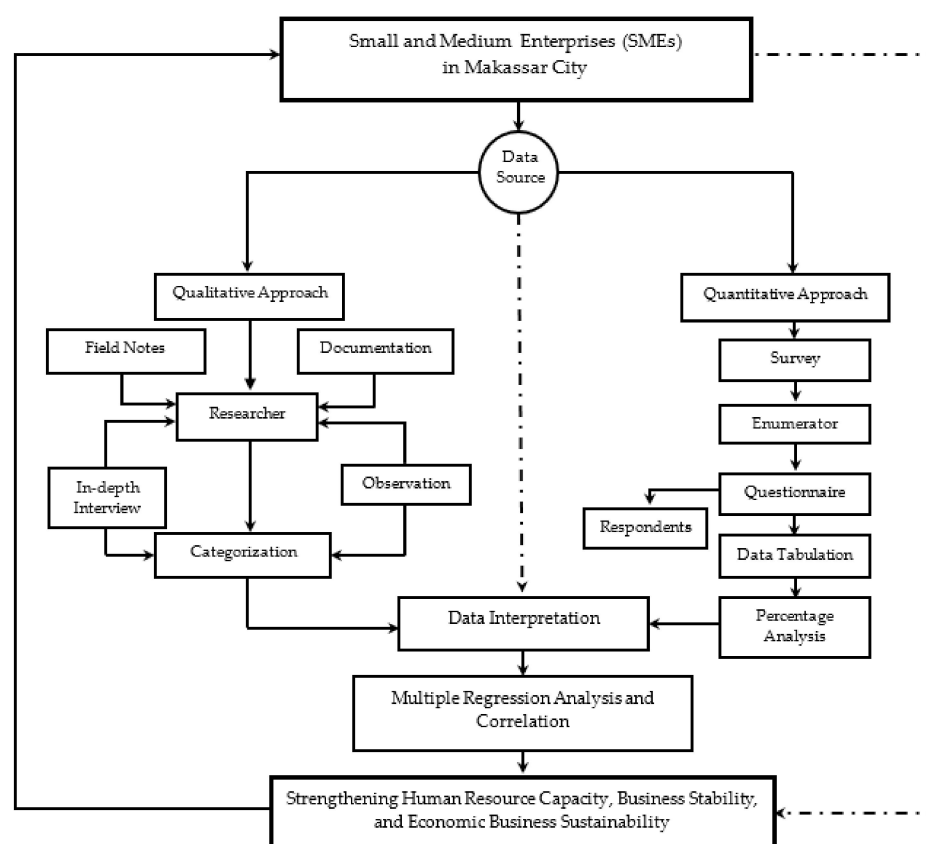 Small and Medium Enterprises (SMEs)
in Makassar City
Data
Source
Qualitative Approach
Quantitative Approach
Field Notes
Documentation
Survey
Researcher
Enumerator
In-depth
Interview
Observation
Questionnaire
Respondents
Categorization
Data Tabulation
Data Interpretation
Percentage
Analysis
Multiple Regression Analysis and
Correlation
Strengthening Human Resource Capacity, Business Stability,
and Economic Business Sustainability